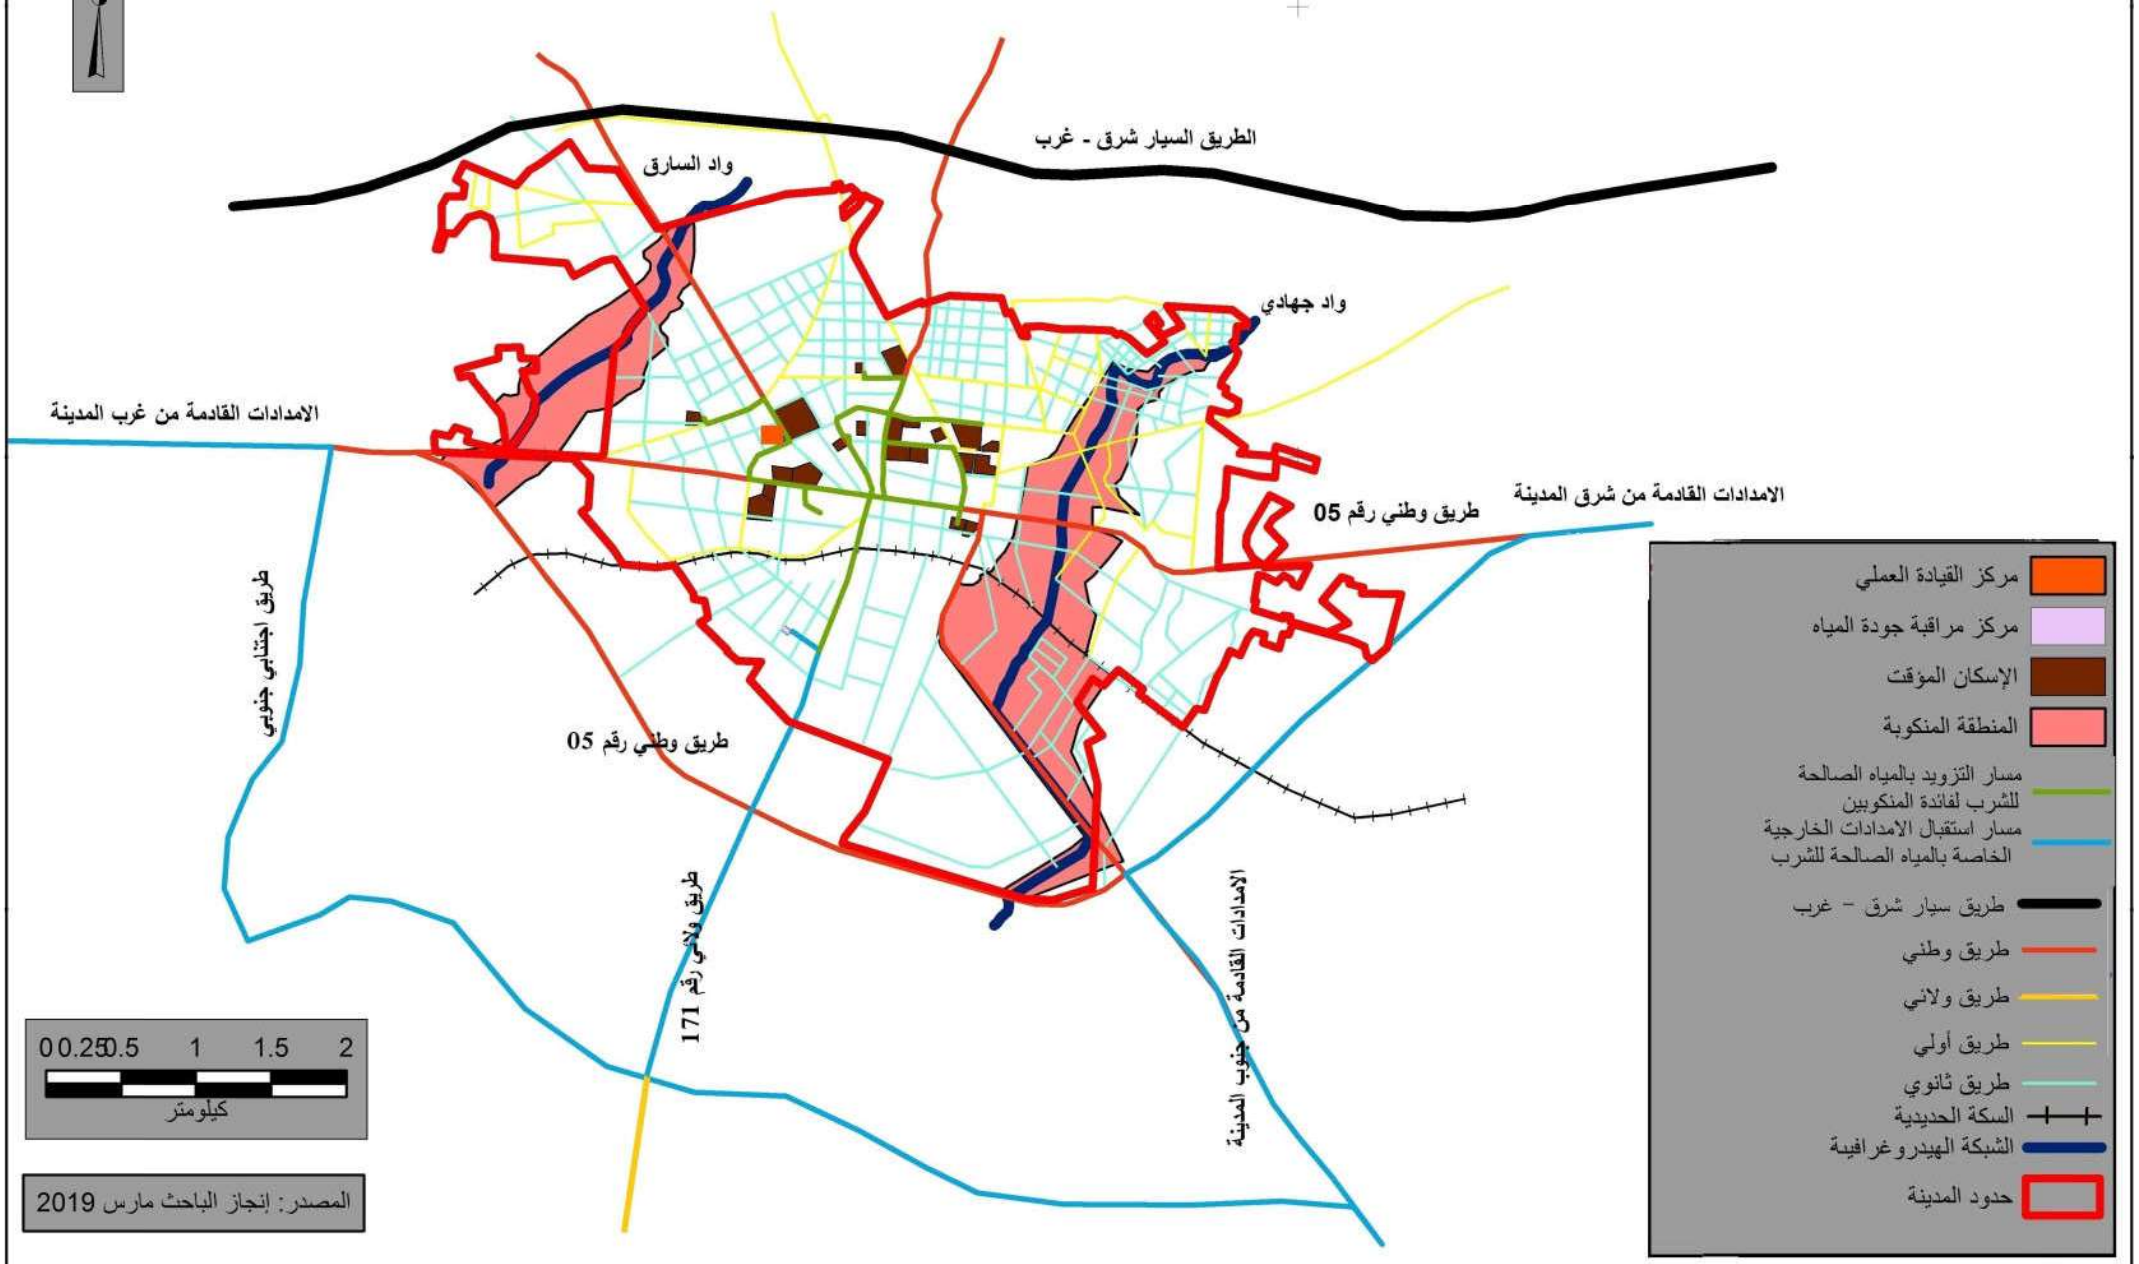 الطريق السيار شرق - غرب
واد السارق
واد جهادي
الامدادات القادمة من غرب المدينة
الامدادات القادمة من شرق المدينة
طريق وطني رقم 05
طريق اجتنابي جنوبي
طريق وطني رقم 05
طريق ولائي رقم 171
الامدادات القادمة من جنوب المدينة
مركز القيادة العملي
مركز مراقبة جودة المياه
الإسكان المؤقت
المنطقة المنكوبة
مسار التزويد بالمياه الصالحة
للشرب لفائدة المنكوبين
مسار استقبال الامدادات الخارجية
الخاصة بالمياه الصالحة للشرب
طريق سيار شرق - غرب
طريق وطني
طريق ولائي
طريق أولي
طريق ثانوي
السكة الحديدية
الشبكة الهيدروغرافيىة
حدود المدينة
0 0.25 0.5 1 1.5 2
كيلومتر
المصدر: إنجاز الباحث مارس 2019